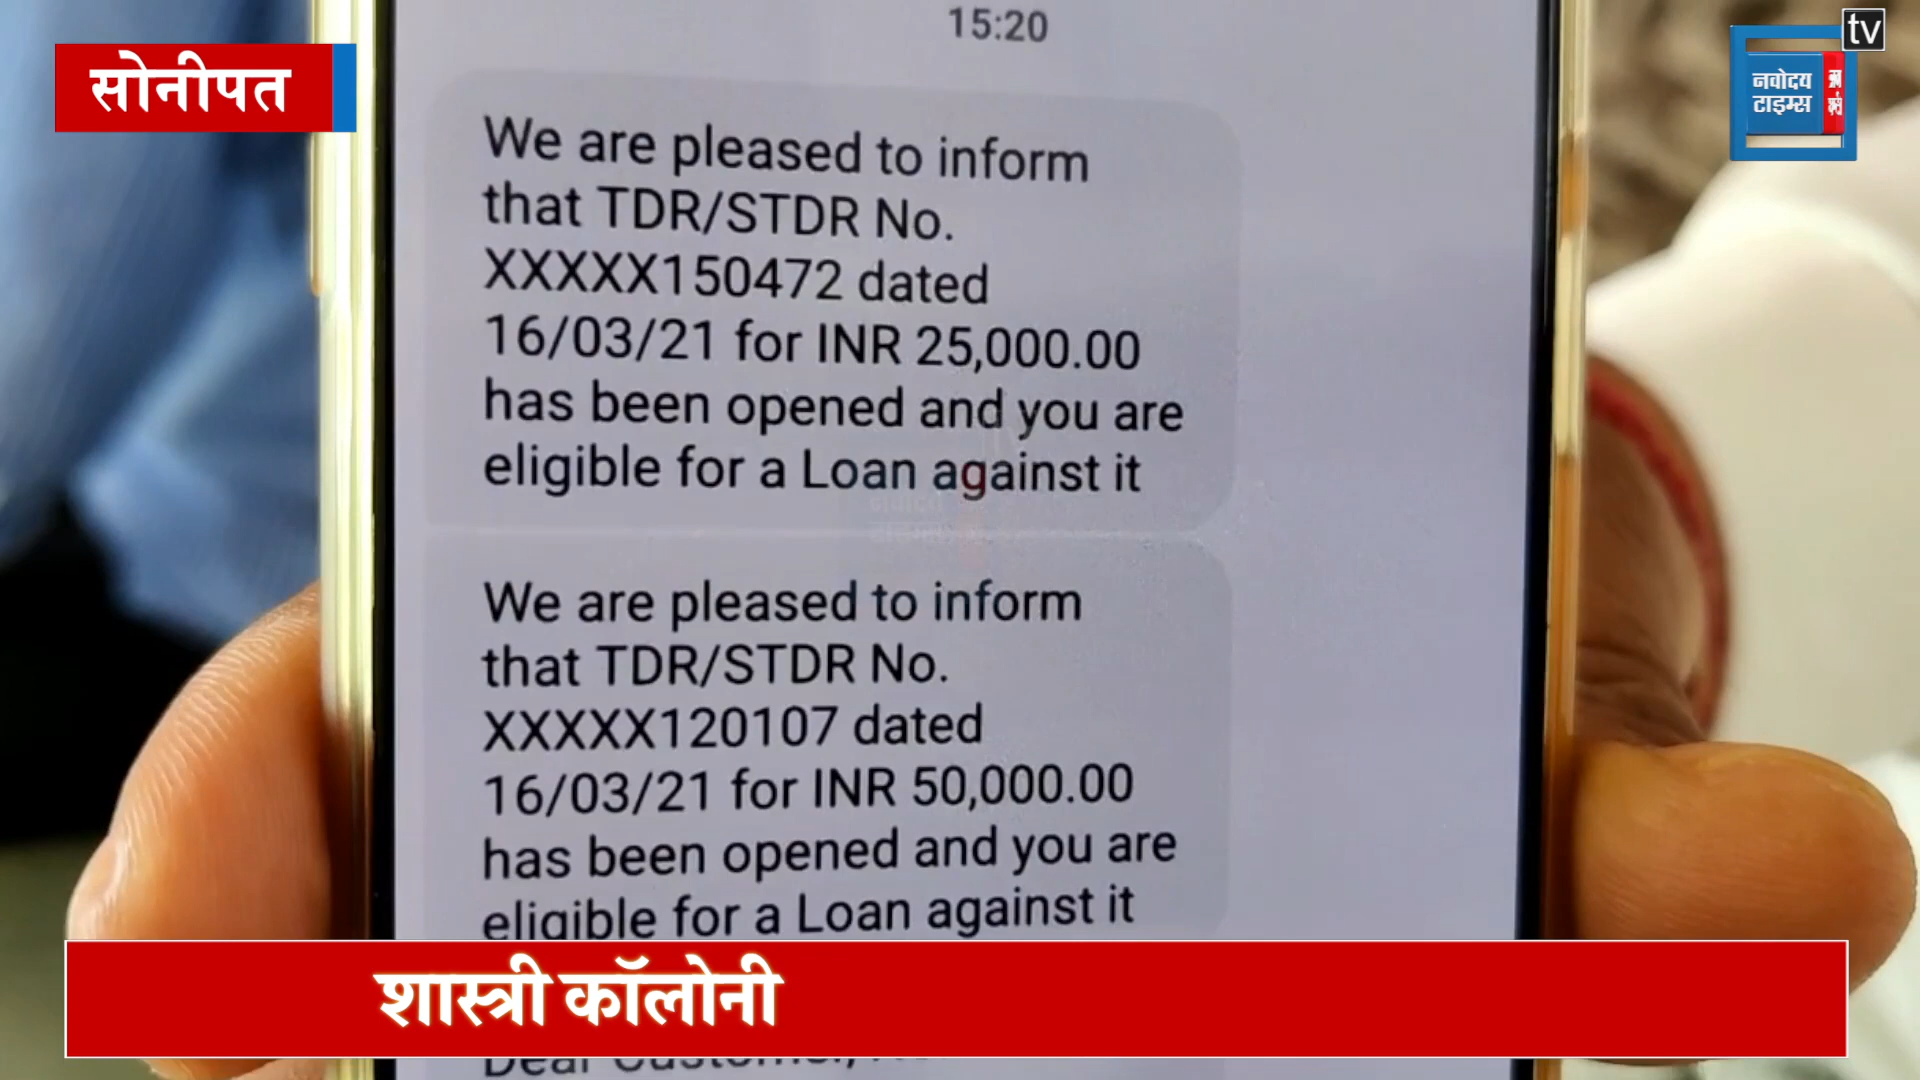 15:20
सोनीपत
tv
नवोदय
टाइम्स
We are pleased to inform
that TDR/STDR No.
XXXXX150472 dated
16/03/21 for INR 25,000.00
has been opened and you are
eligible for a Loan against it
We are pleased to inform
that TDR/STDR No.
XXXXX120107 dated
16/03/21 for INR 50,000.00
has been opened and you are
eligible for a Loan against it
शास्त्री कॉलोनी
Dear Customer,